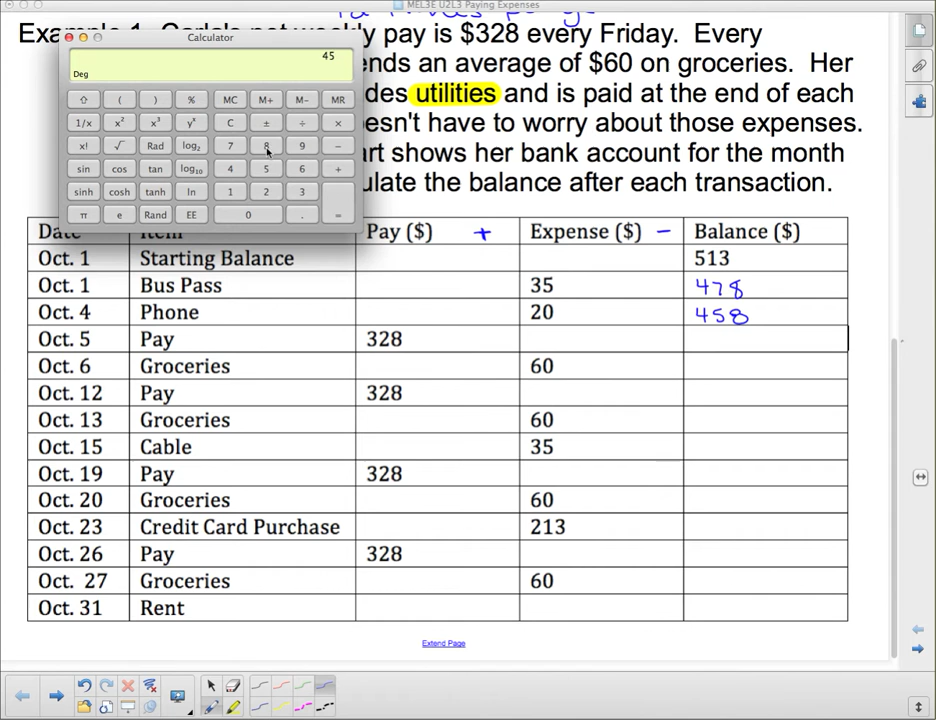 MEL3E U2L3 Paying Expenses
Exa
ly pay is $328 every Friday. Every
ends an average of $60 on groceries. Her
des utilities and is paid at the end of each
esn't have to worry about those expenses.
art shows her bank account for the month
ulate the balance after each transaction.
Calculator
45
Deg
( ) % MC M+ M− MR
1/x x² x³ yˣ C ± ÷ ×
x! √ Rad log₂ 7 8 9 −
sin cos tan log₁₀ 4 5 6 +
sinh cosh tanh ln 1 2 3
π e Rand EE 0 . =
Date Item Pay ($) + Expense ($) − Balance ($)
Oct. 1 Starting Balance 513
Oct. 1 Bus Pass 35 478
Oct. 4 Phone 20 458
Oct. 5 Pay 328
Oct. 6 Groceries 60
Oct. 12 Pay 328
Oct. 13 Groceries 60
Oct. 15 Cable 35
Oct. 19 Pay 328
Oct. 20 Groceries 60
Oct. 23 Credit Card Purchase 213
Oct. 26 Pay 328
Oct. 27 Groceries 60
Oct. 31 Rent
Extend Page